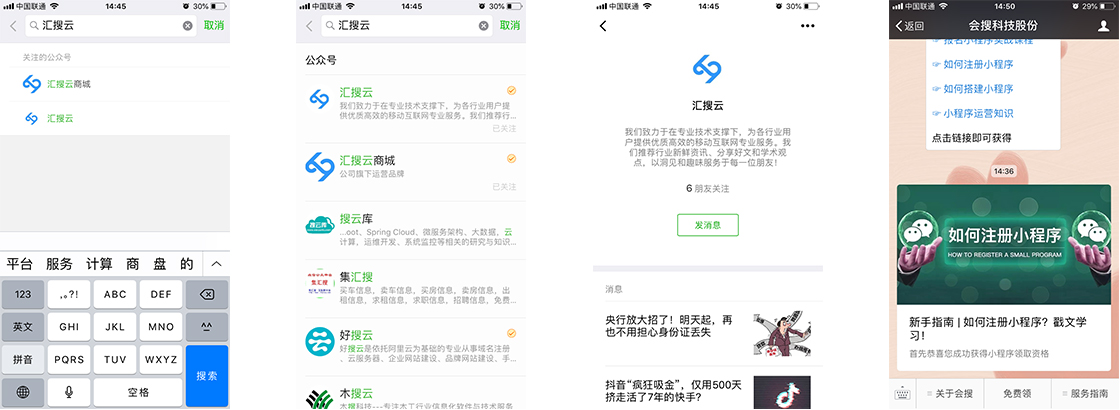 中国联通
14:45
30%
汇搜云
取消
关注的公众号
汇搜云商城
汇搜云
平台 服务 计算 商 盘 的
123
,。?!
ABC
DEF
英文
GHI
JKL
MNO
^^
拼音
PQRS
TUV
WXYZ
搜索
空格
中国联通
14:45
30%
汇搜云
取消
公众号
汇搜云
我们致力于在专业技术支撑下，为各行业用户提
供优质高效的移动互联网专业服务。我们推荐行...
已关注
汇搜云商城
公司旗下运营品牌
已关注
搜云库
...oot、Spring Cloud，微服务架构、大数据、云
计算、运维开发、系统监控等相关的研究与知识...
集汇搜
集汇搜
买车信息，卖车信息，买房信息，卖房信息，出
租信息，求租信息，求职信息，招聘信息，免费...
好搜云
好搜云是依托阿里云为基础的专业从事域名注册
、云服务器、企业网站建设、品牌网站建设、手...
木搜云
木搜科技---专注木工行业信息化软件与技术服务
中国联通
14:45
30%
汇搜云
我们致力于在专业技术支撑下，为各行业用
户提供优质高效的移动互联网专业服务。我
们推荐行业新鲜资讯、分享好文和学术观
点，以洞见和趣味服务于每一位朋友！
6 朋友关注
发消息
消息
央行放大招了！明天起，再
也不用担心身份证丢失
抖音“疯狂吸金”，仅用500天
挤走活了7年的快手？
中国联通
14:50
29%
返回
会搜科技股份
☞ 报名小程序实战课程
☞ 如何注册小程序
☞ 如何搭建小程序
☞ 小程序运营知识
点击链接即可获得
14:36
如何注册小程序
HOW TO REGISTER A SMALL PROGRAM
新手指南 | 如何注册小程序？戳文学
习！
首先恭喜您成功获得小程序领取资格
≡ 关于会搜
免费领
≡ 服务指南